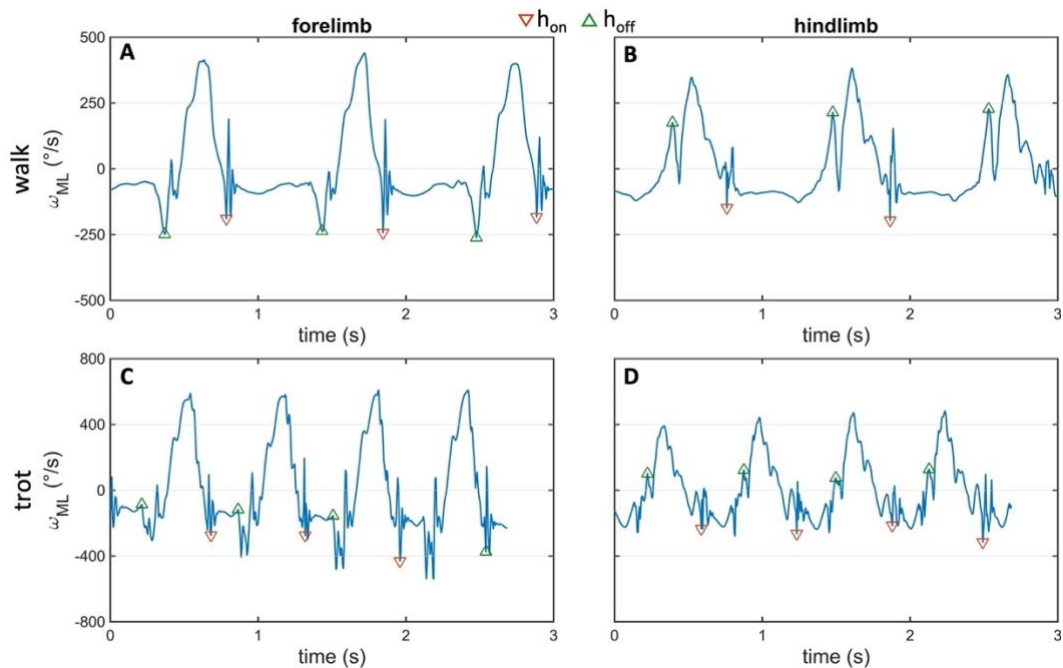 forelimb
h_on h_off
hindlimb
walk
ω_ML (°/s)
500
250
0
-250
-500
A
0 1 2 3
time (s)
B
0 1 2 3
time (s)
trot
ω_ML (°/s)
800
400
0
-400
-800
C
0 1 2 3
time (s)
D
0 1 2 3
time (s)